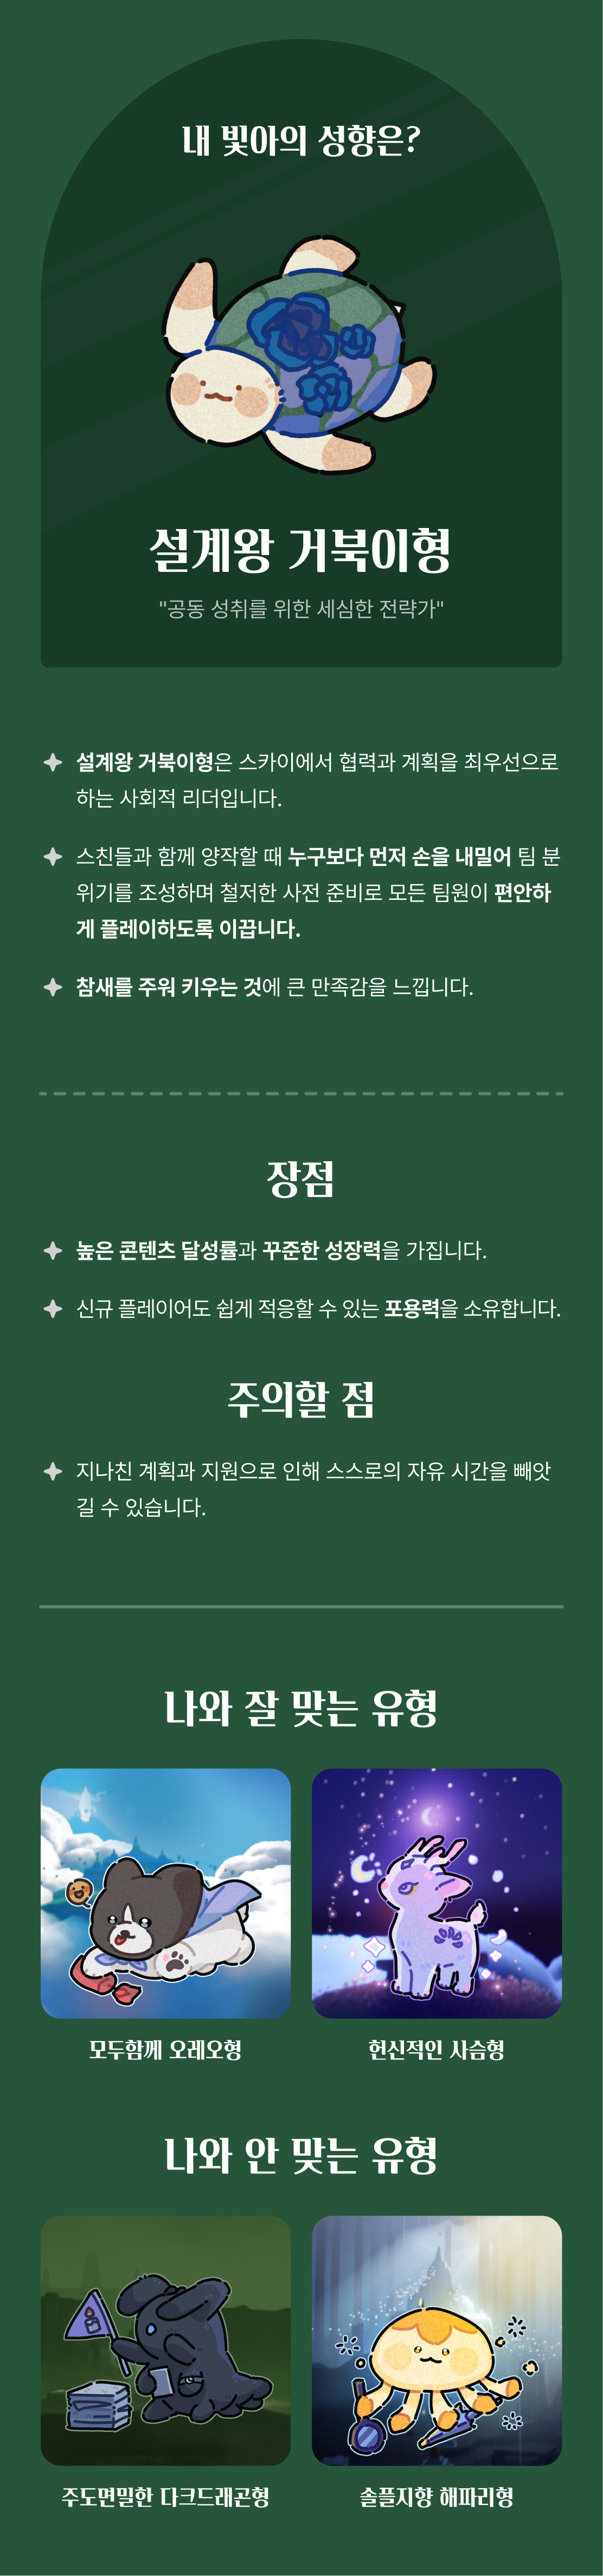 내 빛아의 성향은?
설계왕 거북이형
"공동 성취를 위한 세심한 전략가"
설계왕 거북이형은 스카이에서 협력과 계획을 최우선으로
하는 사회적 리더입니다.
스친들과 함께 양작할 때 누구보다 먼저 손을 내밀어 팀 분
위기를 조성하며 철저한 사전 준비로 모든 팀원이 편안하
게 플레이하도록 이끕니다.
참새를 주워 키우는 것에 큰 만족감을 느낍니다.
장점
높은 콘텐츠 달성률과 꾸준한 성장력을 가집니다.
신규 플레이어도 쉽게 적응할 수 있는 포용력을 소유합니다.
주의할 점
지나친 계획과 지원으로 인해 스스로의 자유 시간을 빼앗
길 수 있습니다.
나와 잘 맞는 유형
모두함께 오레오형
헌신적인 사슴형
나와 안 맞는 유형
주도면밀한 다크드래곤형
솔플지향 해파리형